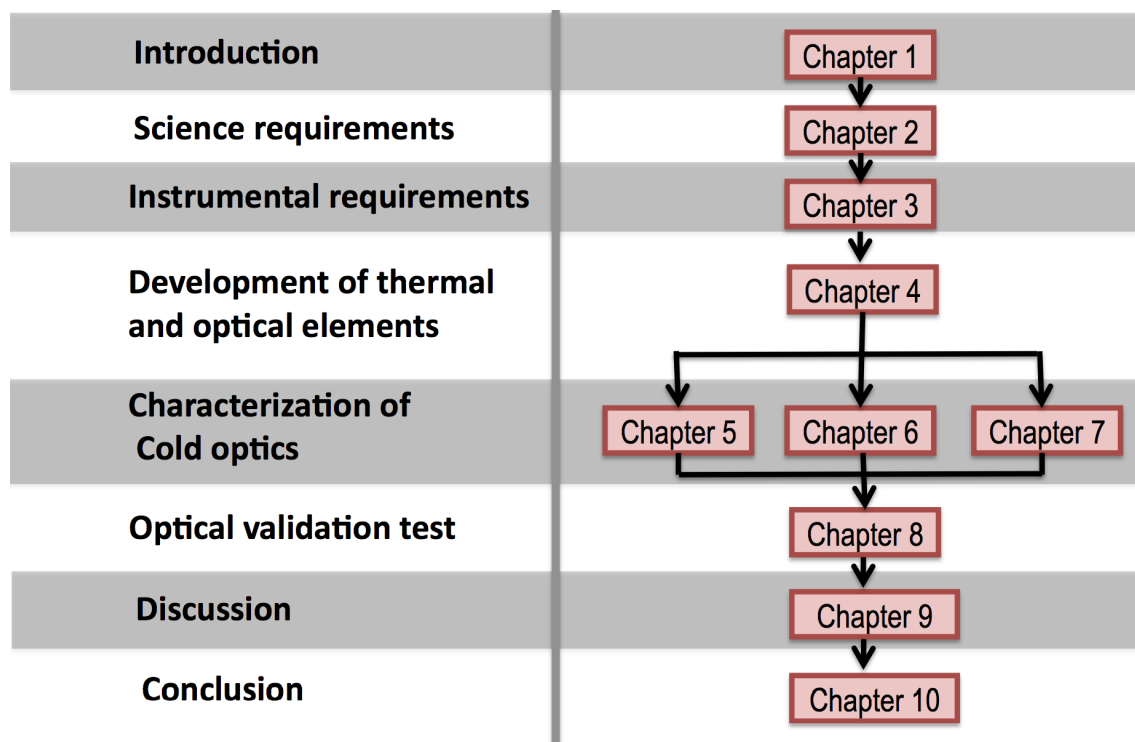 Introduction
Chapter 1
Science requirements
Chapter 2
Instrumental requirements
Chapter 3
Development of thermal
and optical elements
Chapter 4
Characterization of
Cold optics
Chapter 5
Chapter 6
Chapter 7
Optical validation test
Chapter 8
Discussion
Chapter 9
Conclusion
Chapter 10